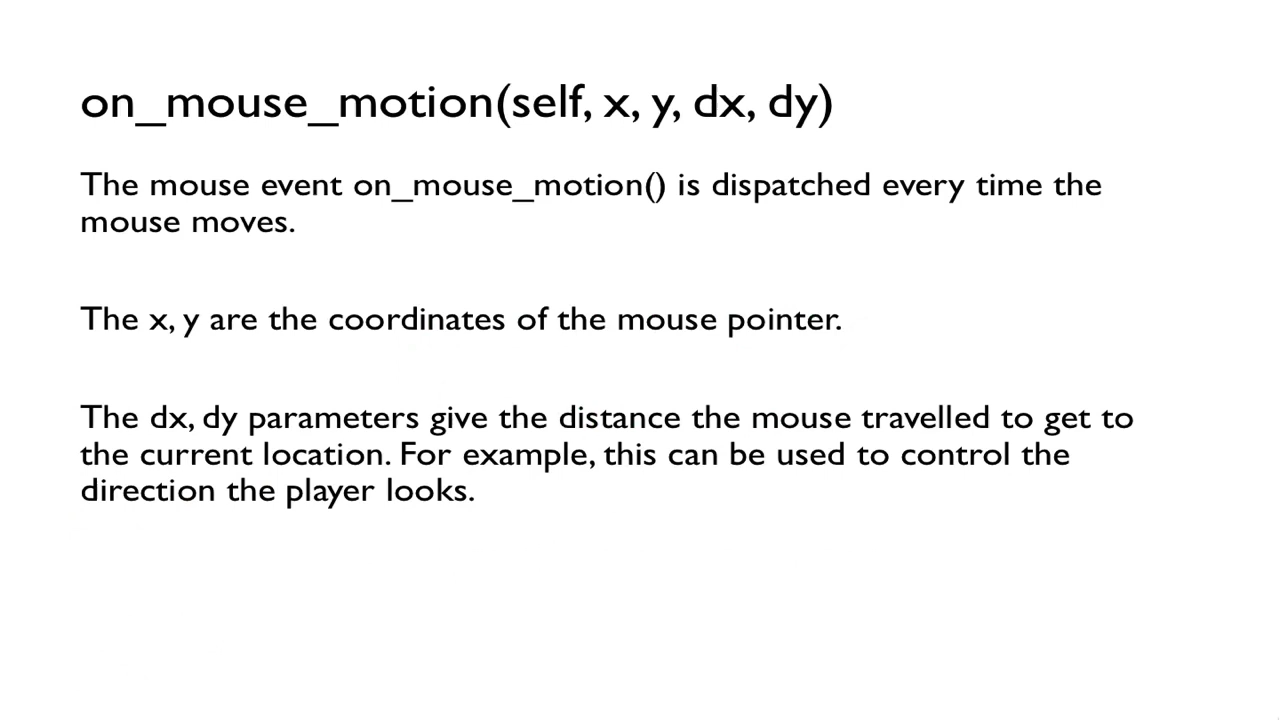 on_mouse_motion(self, x, y, dx, dy)
The mouse event on_mouse_motion() is dispatched every time the
mouse moves.
The x, y are the coordinates of the mouse pointer.
The dx, dy parameters give the distance the mouse travelled to get to
the current location. For example, this can be used to control the
direction the player looks.